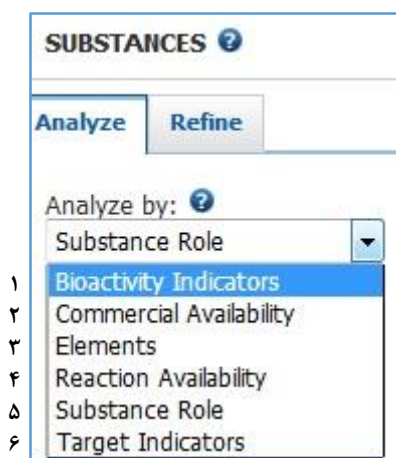 SUBSTANCES ?
Analyze Refine
Analyze by: ?
Substance Role
۱ Bioactivity Indicators
۲ Commercial Availability
۳ Elements
۴ Reaction Availability
۵ Substance Role
۶ Target Indicators